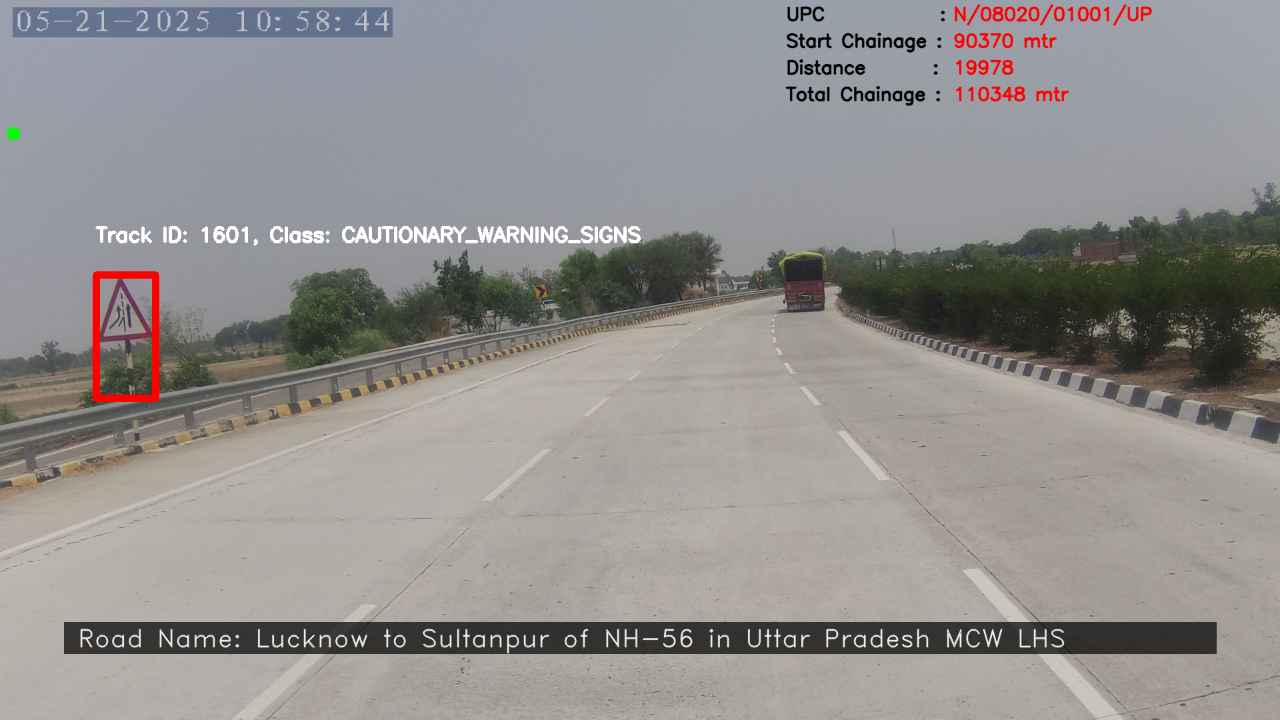 05-21-2025 10:58:44
UPC : N/08020/01001/UP
Start Chainage : 90370 mtr
Distance : 19978
Total Chainage : 110348 mtr
Track ID: 1601, Class: CAUTIONARY_WARNING_SIGNS
Road Name: Lucknow to Sultanpur of NH-56 in Uttar Pradesh MCW LHS